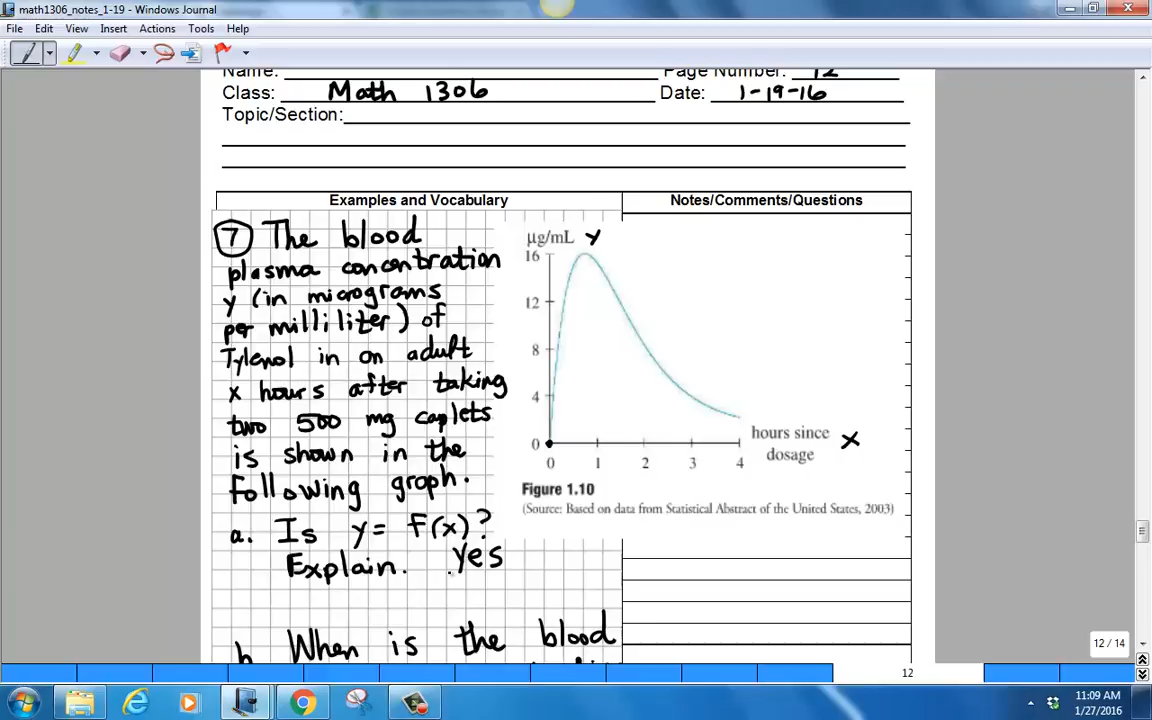 math1306_notes_1-19 - Windows Journal
File Edit View Insert Actions Tools Help
Name: Page Number: 12
Class: Math 1306 Date: 1-19-16
Topic/Section:
Examples and Vocabulary Notes/Comments/Questions
7 The blood
plasma concentration
y (in micrograms
per milliliter) of
Tylenol in an adult
x hours after taking
two 500 mg caplets
is shown in the
following graph.
a. Is y = f(x)?
Explain. yes
b. When is the blood
μg/mL y
16
12
8
4
0
0 1 2 3 4
hours since
dosage x
Figure 1.10
(Source: Based on data from Statistical Abstract of the United States, 2003)
12 / 14
12
11:09 AM
1/27/2016